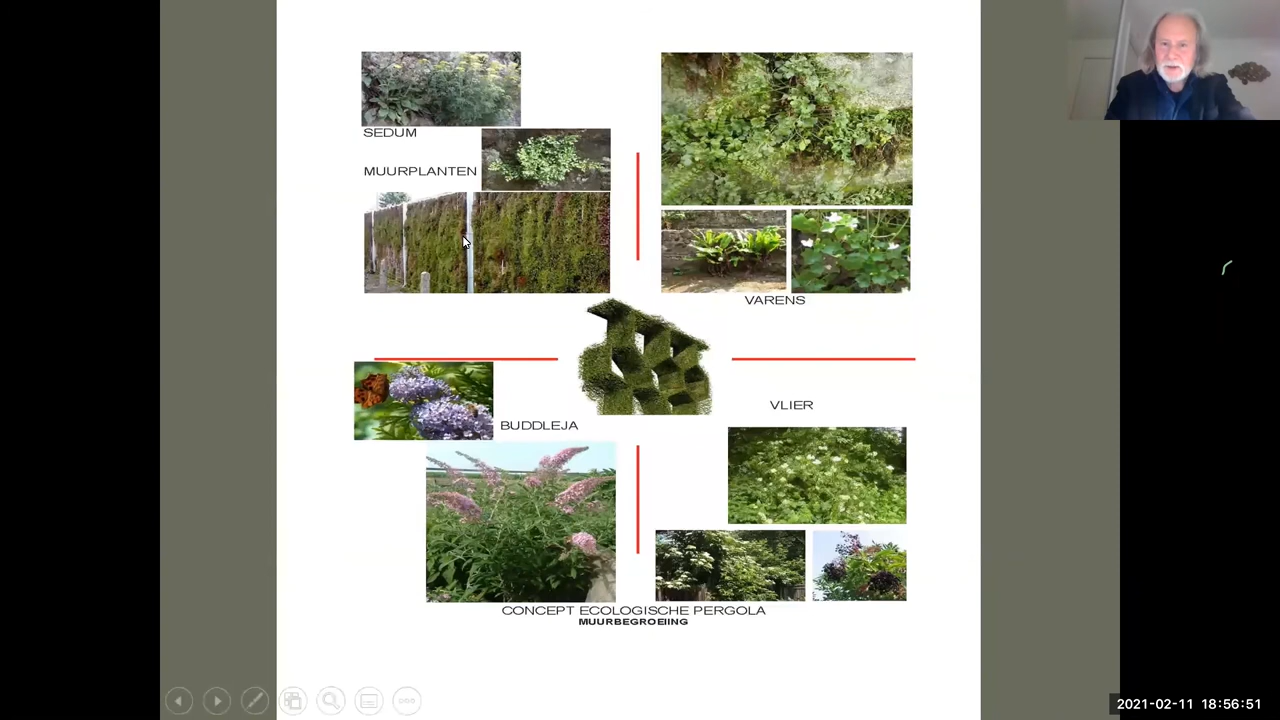 SEDUM
MUURPLANTEN
VARENS
BUDDLEJA
VLIER
CONCEPT ECOLOGISCHE PERGOLA
MUURBEGROEIING
2021-02-11 18:56:51